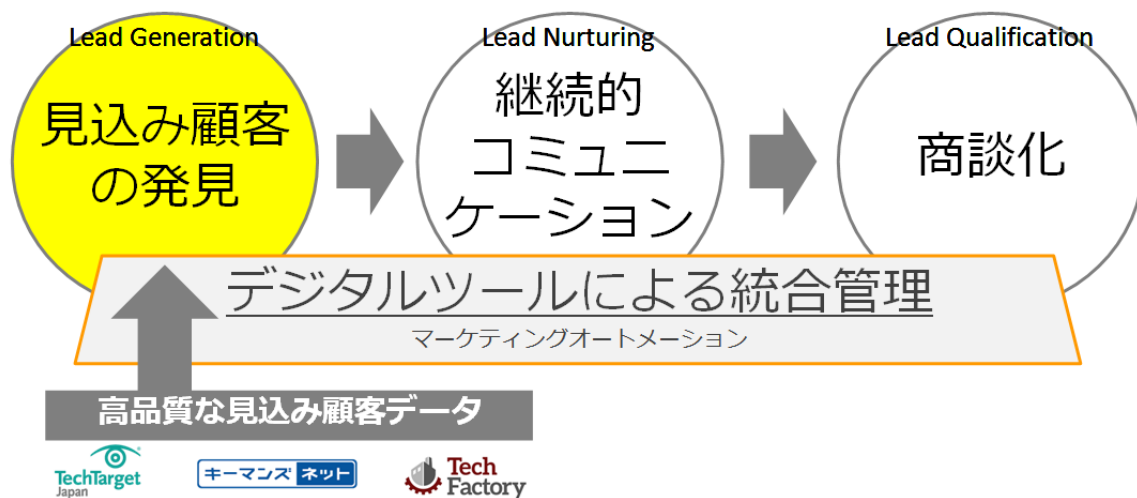 Lead Generation
見込み顧客
の発見
Lead Nurturing
継続的
コミュニ
ケーション
Lead Qualification
商談化
デジタルツールによる統合管理
マーケティングオートメーション
高品質な見込み顧客データ
TechTarget
Japan
キーマンズネット
Tech
Factory